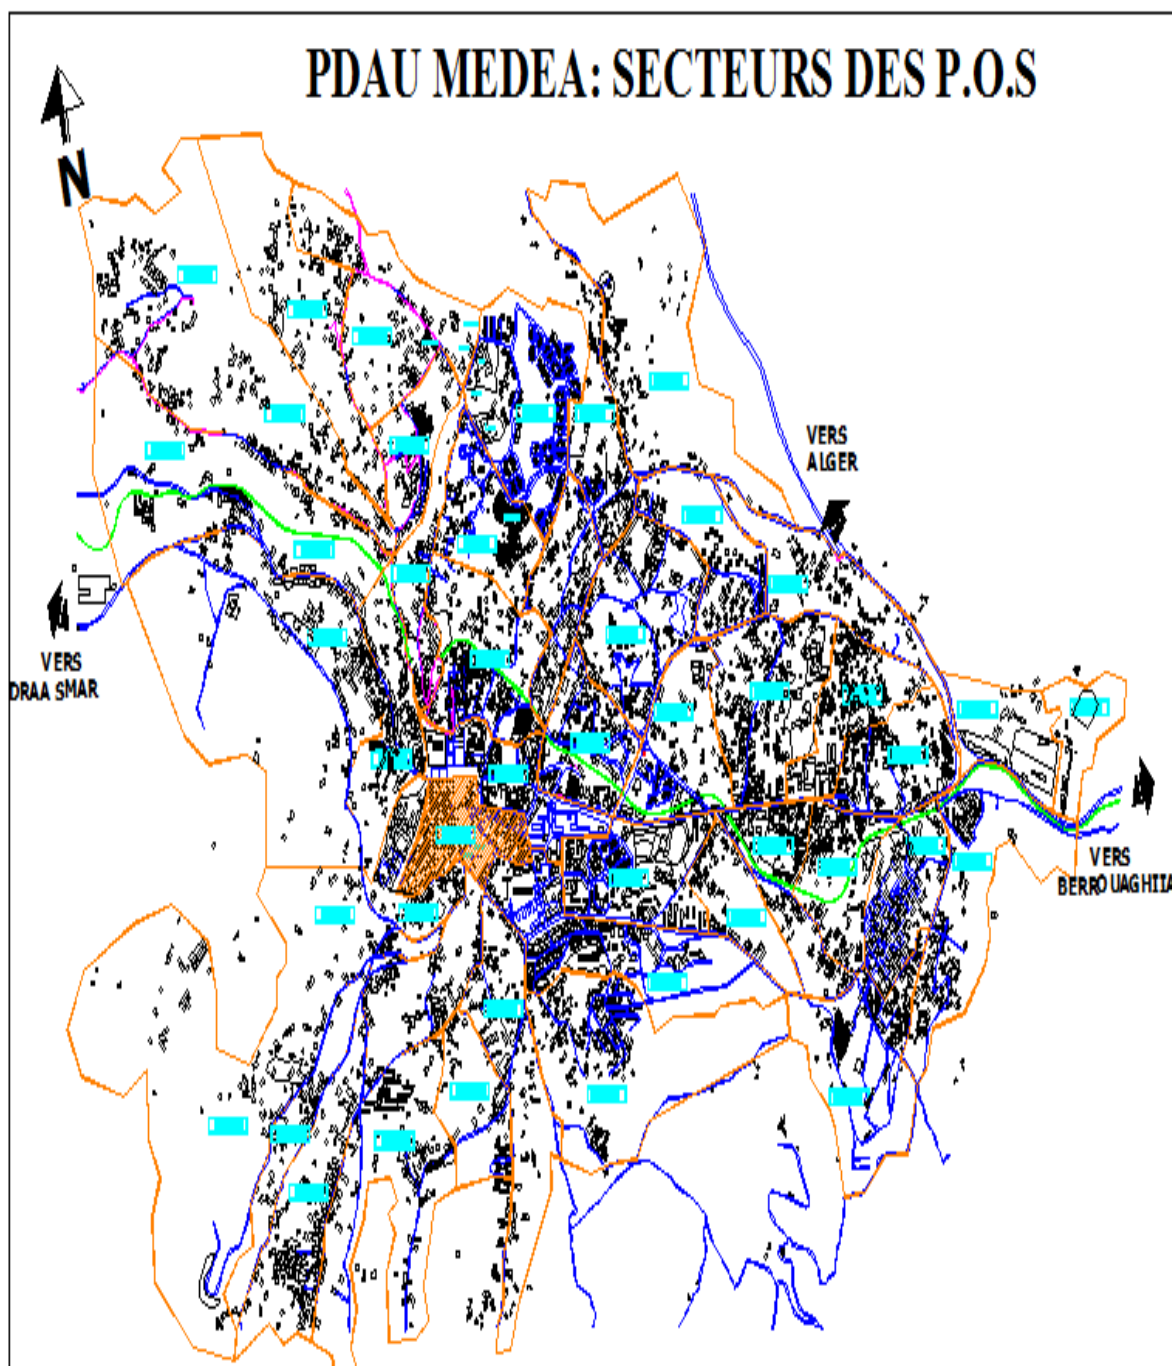 PDAU MEDEA: SECTEURS DES P.O.S
N
VERS
ALGER
VERS
DRAA SMAR
VERS
BERROUAGHIA